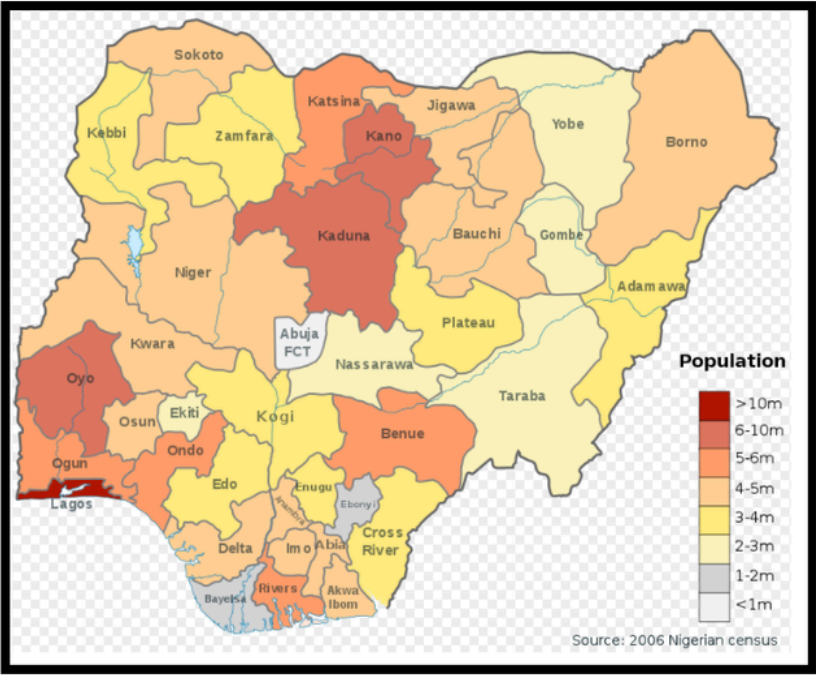 Sokoto
Katsina
Jigawa
Yobe
Borno
Kebbi
Zamfara
Kano
Kaduna
Bauchi
Gombe
Niger
Adamawa
Plateau
Abuja
FCT
Kwara
Nassarawa
Taraba
Oyo
Osun
Ekiti
Kogi
Benue
Ondo
Ogun
Edo
Lagos
Enugu
Ebonyi
Anambra
Cross
River
Delta
Imo
Abia
Bayelsa
Rivers
Akwa
Ibom
Population
>10m
6-10m
5-6m
4-5m
3-4m
2-3m
1-2m
<1m
Source: 2006 Nigerian census